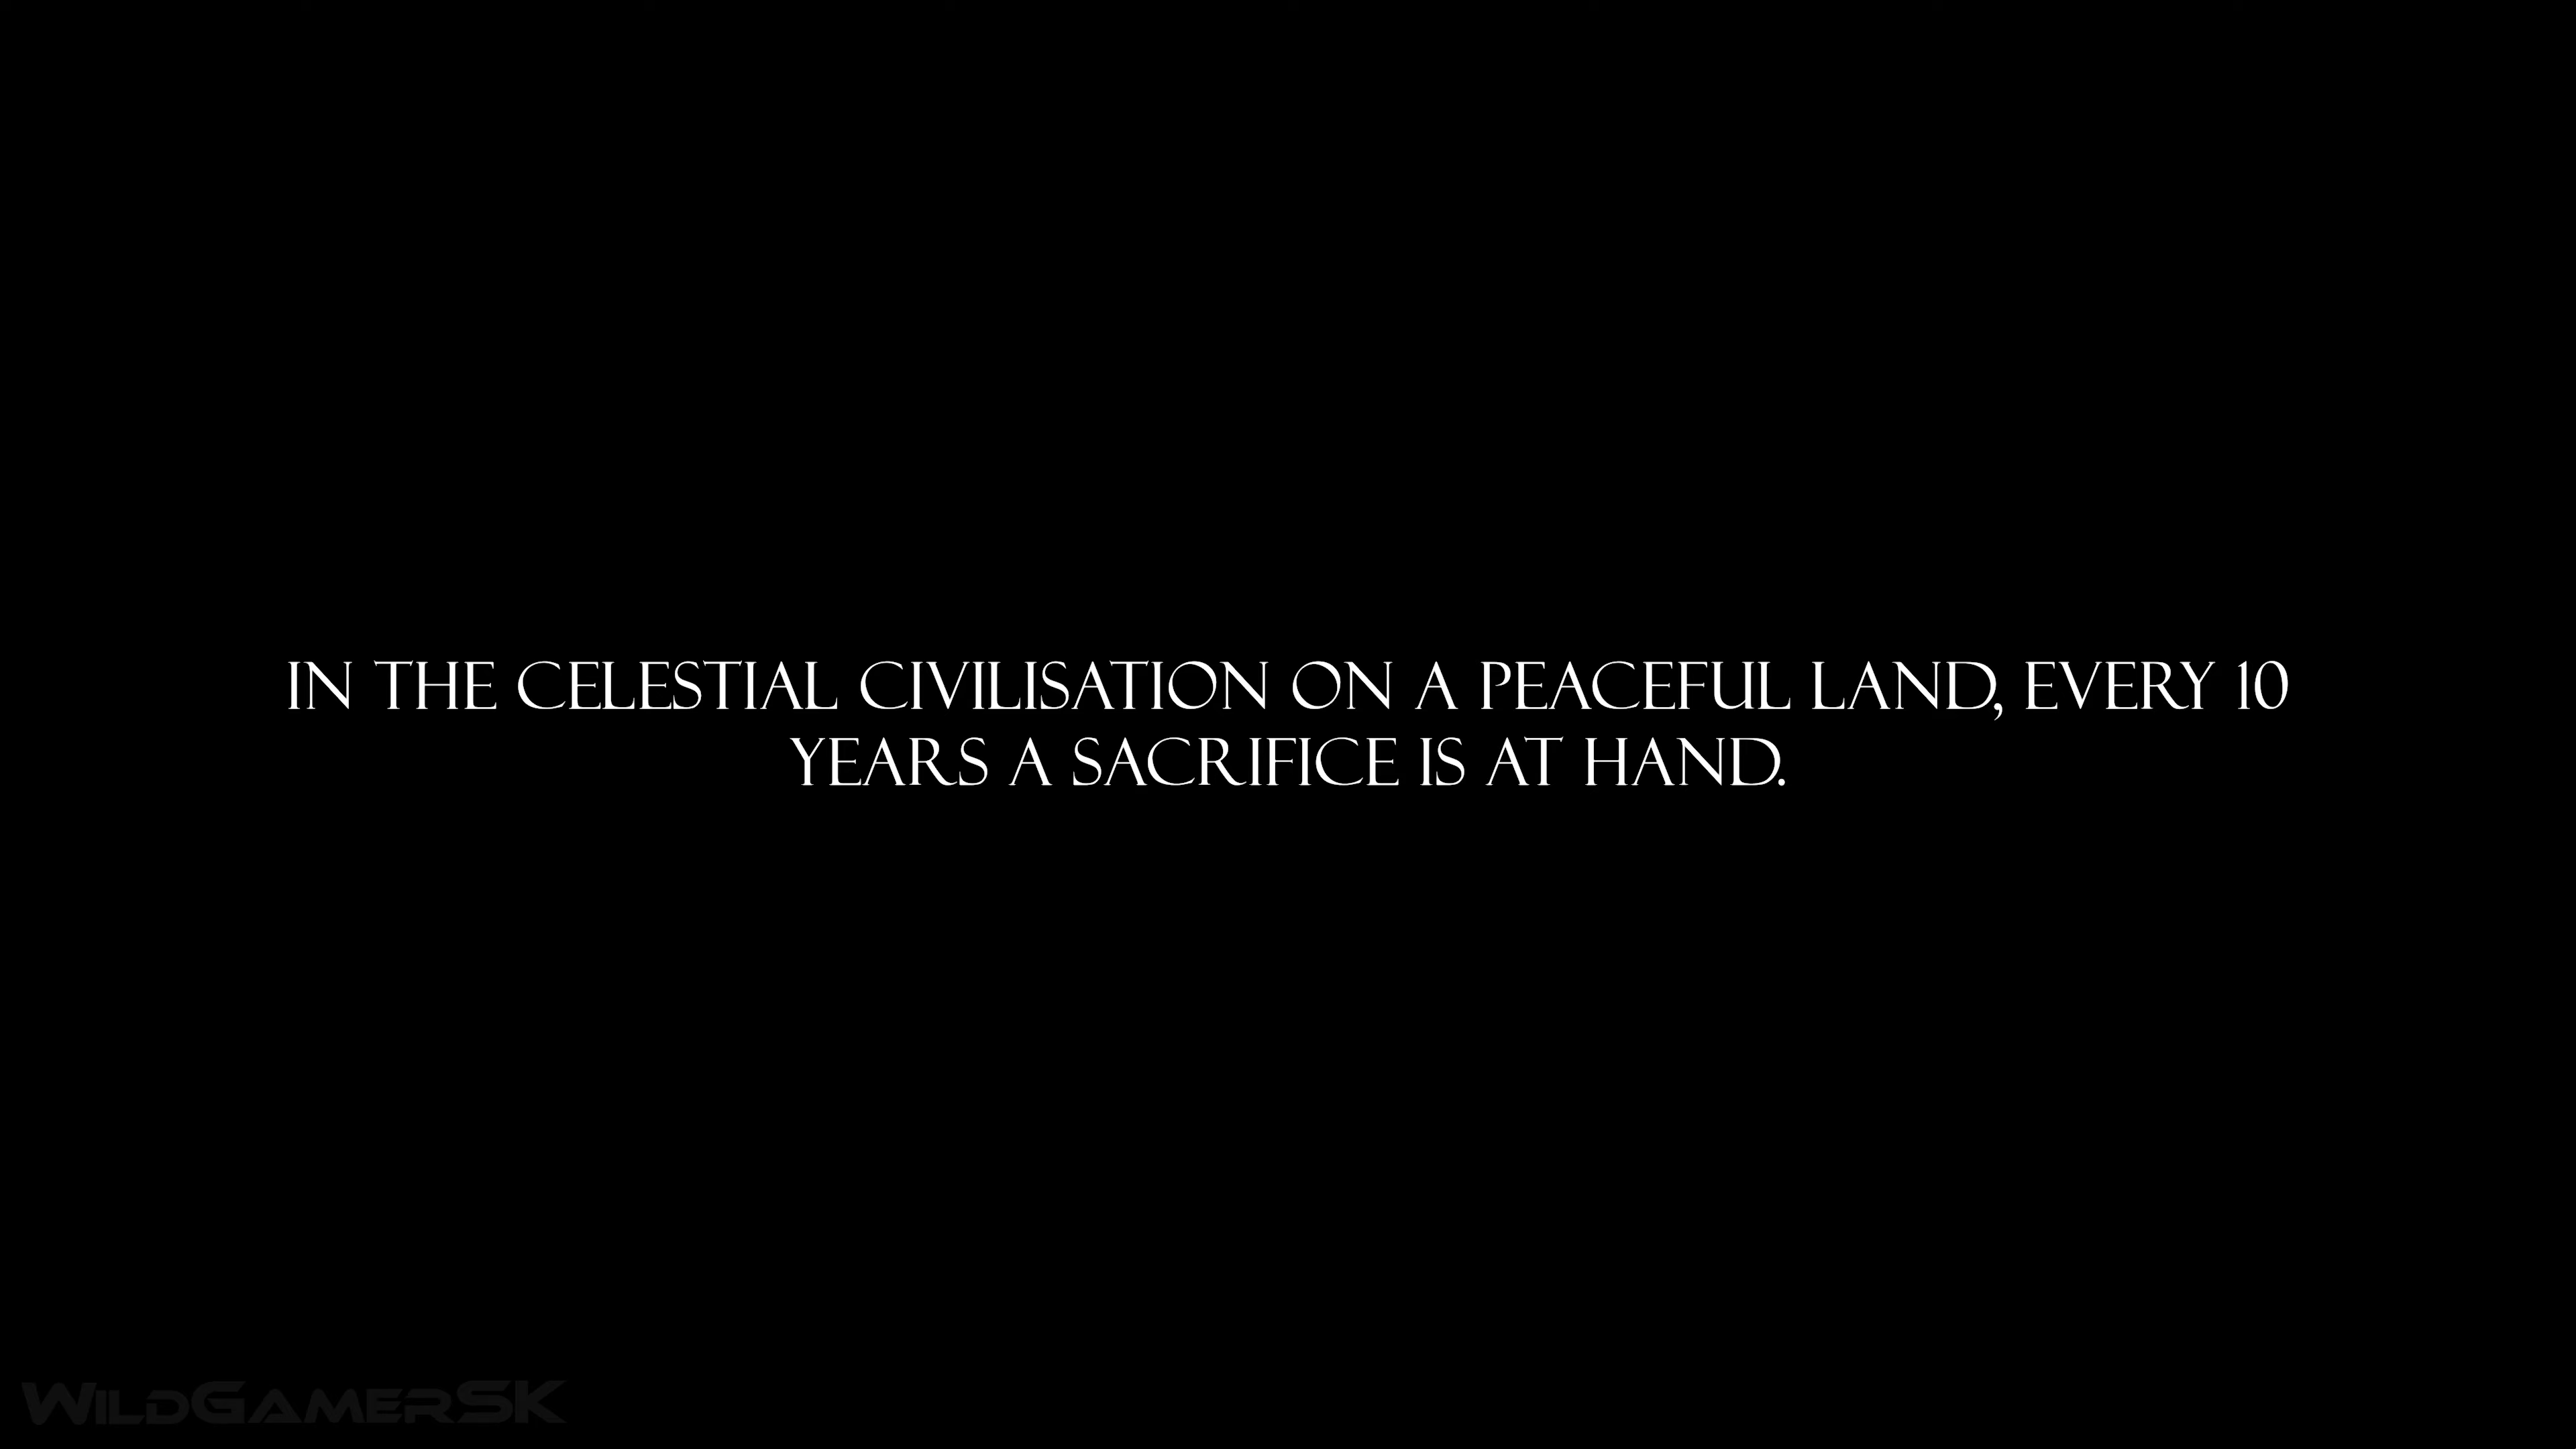 IN THE CELESTIAL CIVILISATION ON A PEACEFUL LAND, EVERY 10
YEARS A SACRIFICE IS AT HAND.
WILDGAMERSK